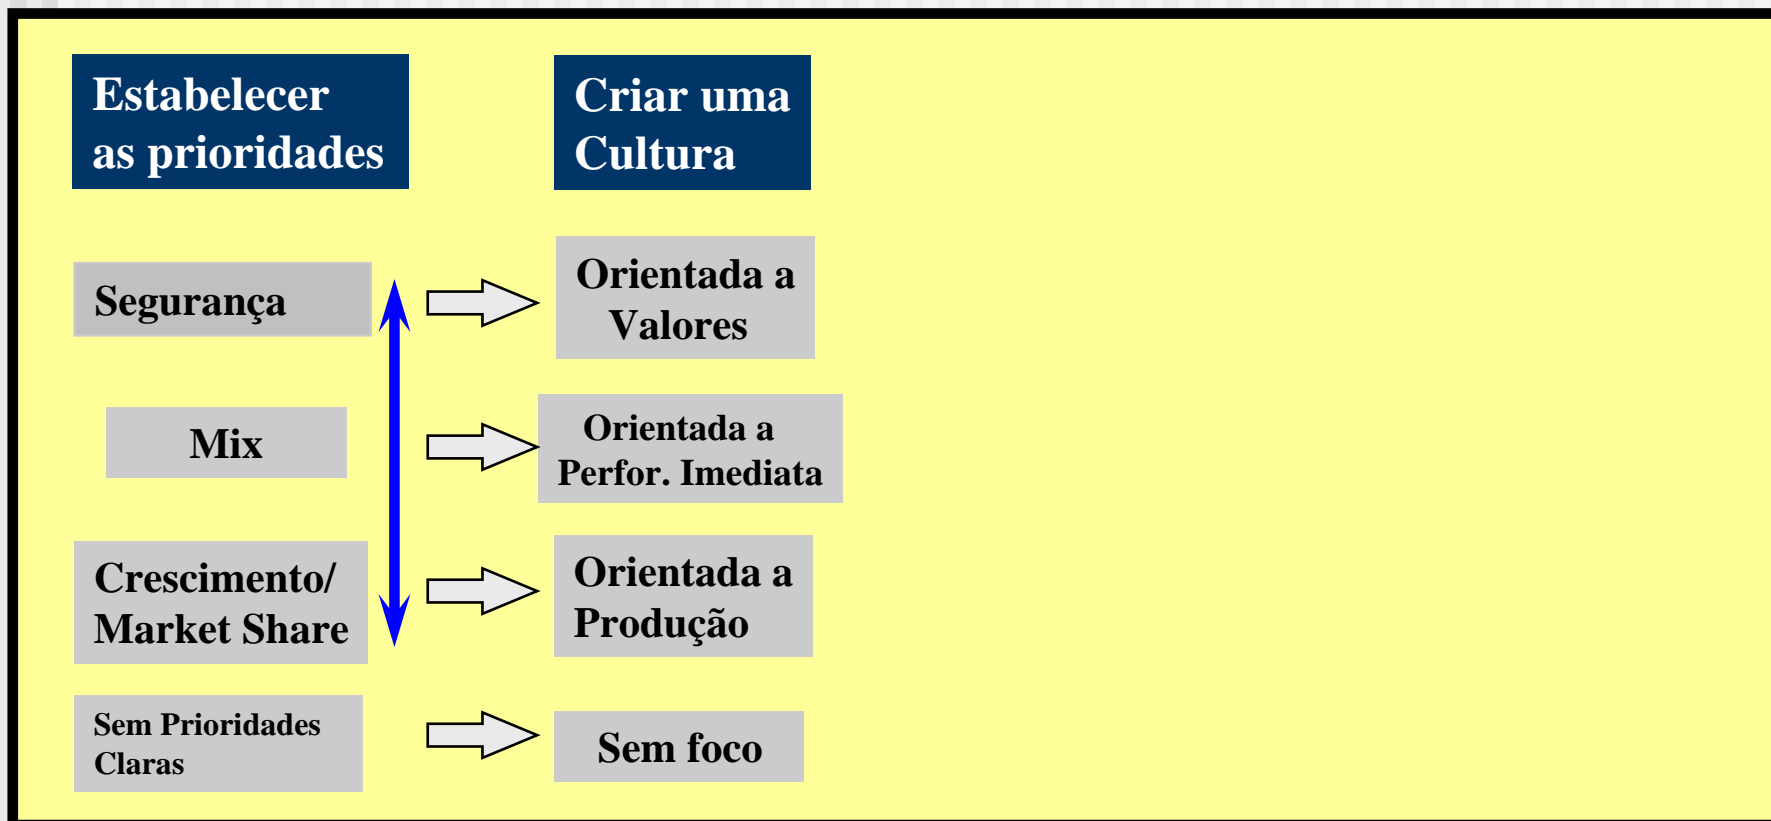 Estabelecer
as prioridades
Criar uma
Cultura
Segurança
Orientada a
Valores
Mix
Orientada a
Perfor. Imediata
Crescimento/
Market Share
Orientada a
Produção
Sem Prioridades
Claras
Sem foco